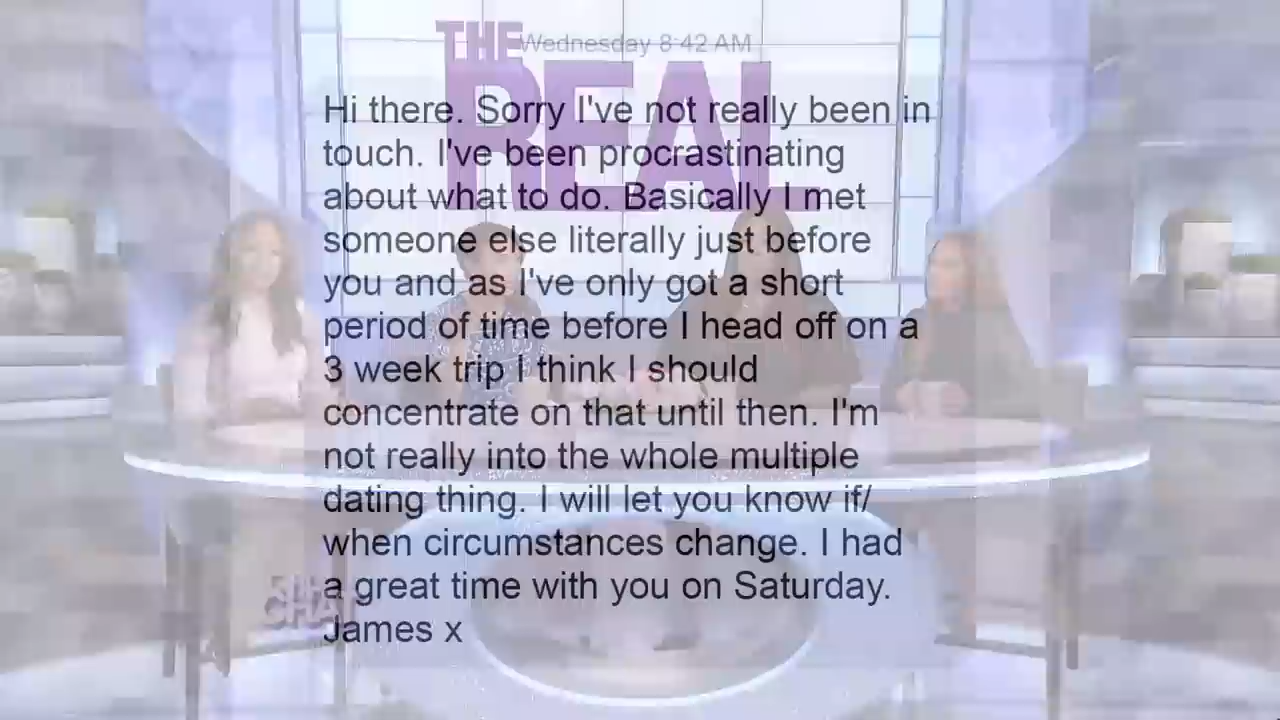 THE
REAL
Wednesday 8:42 AM
Hi there. Sorry I've not really been in
touch. I've been procrastinating
about what to do. Basically I met
someone else literally just before
you and as I've only got a short
period of time before I head off on a
3 week trip I think I should
concentrate on that until then. I'm
not really into the whole multiple
dating thing. I will let you know if/
when circumstances change. I had
a great time with you on Saturday.
James x